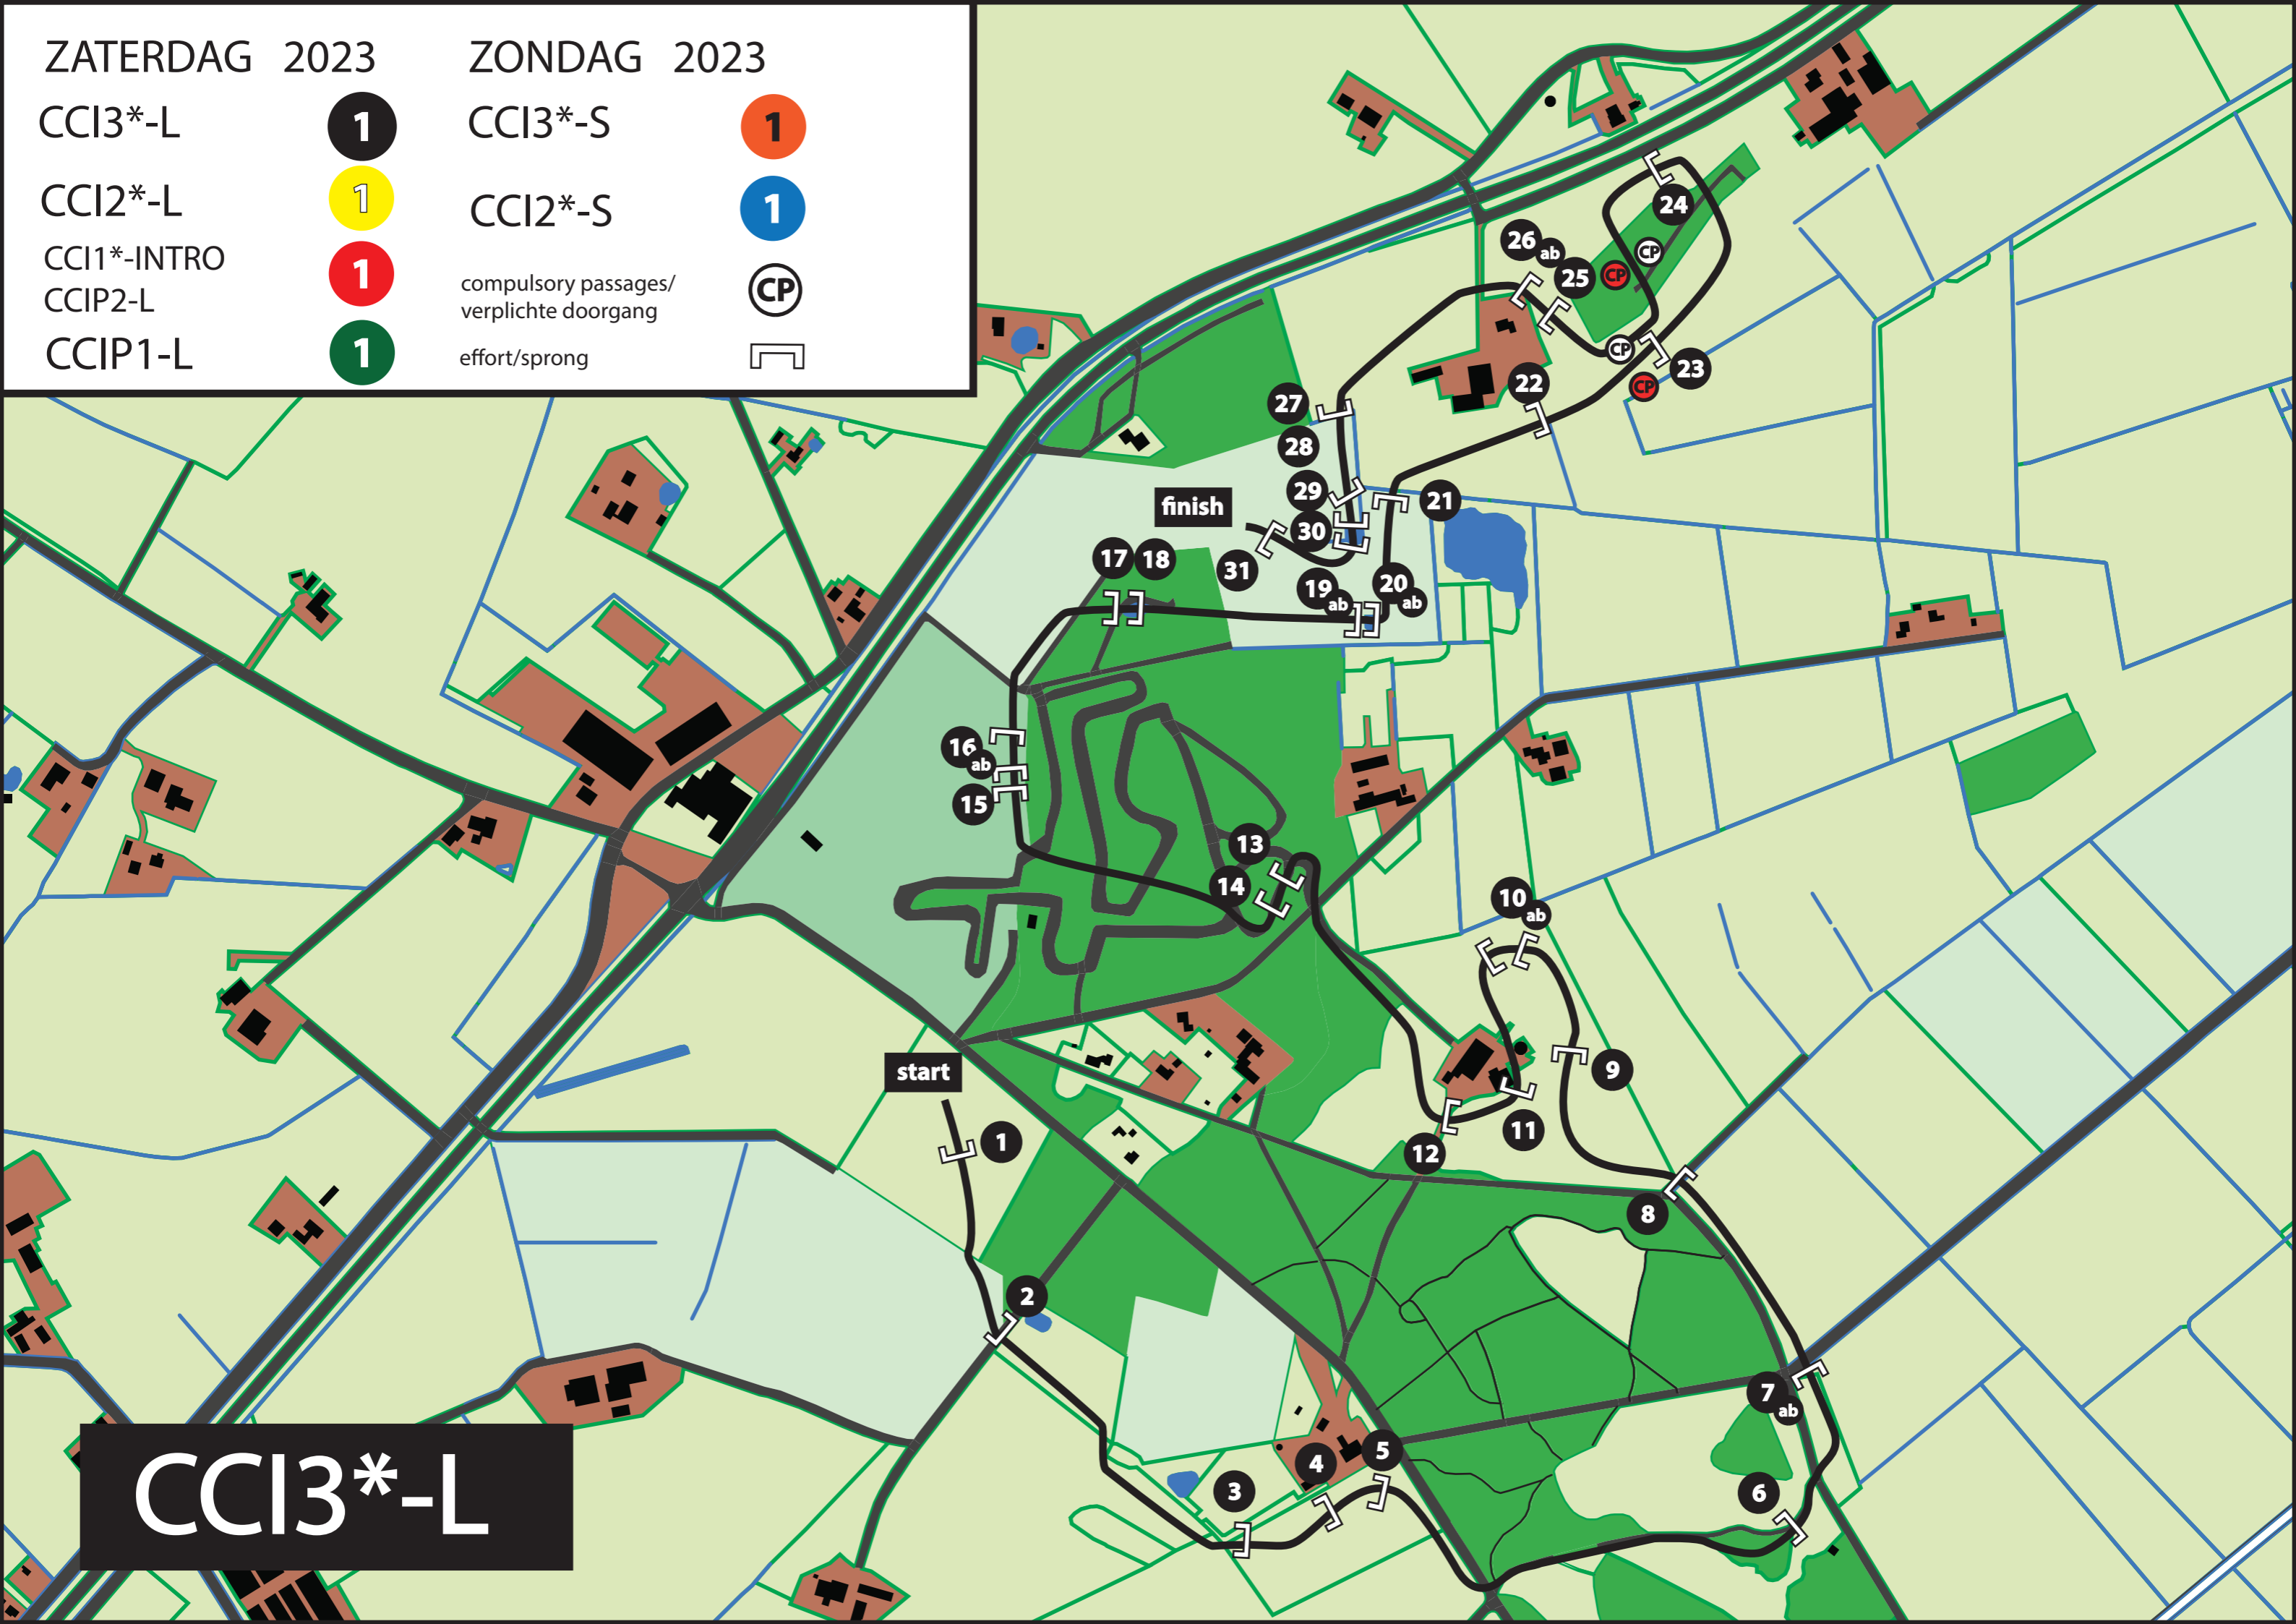 ZATERDAG 2023
CCI3*-L 1
CCI2*-L 1
CCI1*-INTRO
CCIP2-L 1
CCIP1-L 1
ZONDAG 2023
CCI3*-S 1
CCI2*-S 1
compulsory passages/
verplichte doorgang CP
effort/sprong
24
26 ab
25 CP CP
CP
23
22 CP
27
28
29
21
finish
30
17 18
31
19 ab
20 ab
16 ab
15
13
14
10 ab
start
9
1
11
12
8
2
7 ab
5
4
3
6
CCI3*-L